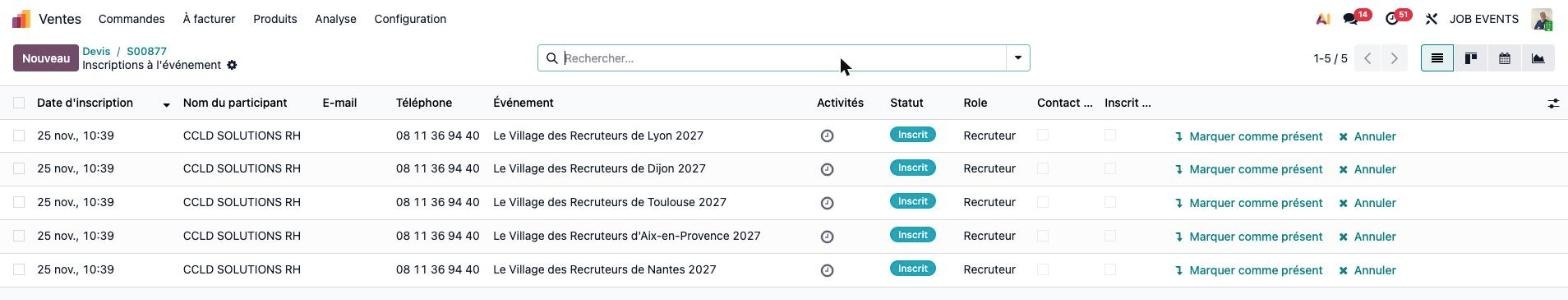 Ventes Commandes À facturer Produits Analyse Configuration AI 14 51 JOB EVENTS
Nouveau Devis / S00877 Rechercher... 1-5 / 5
Inscriptions à l'événement
Date d'inscription Nom du participant E-mail Téléphone Événement Activités Statut Role Contact ... Inscrit ...
25 nov., 10:39 CCLD SOLUTIONS RH 08 11 36 94 40 Le Village des Recruteurs de Lyon 2027 Inscrit Recruteur Marquer comme présent Annuler
25 nov., 10:39 CCLD SOLUTIONS RH 08 11 36 94 40 Le Village des Recruteurs de Dijon 2027 Inscrit Recruteur Marquer comme présent Annuler
25 nov., 10:39 CCLD SOLUTIONS RH 08 11 36 94 40 Le Village des Recruteurs de Toulouse 2027 Inscrit Recruteur Marquer comme présent Annuler
25 nov., 10:39 CCLD SOLUTIONS RH 08 11 36 94 40 Le Village des Recruteurs d'Aix-en-Provence 2027 Inscrit Recruteur Marquer comme présent Annuler
25 nov., 10:39 CCLD SOLUTIONS RH 08 11 36 94 40 Le Village des Recruteurs de Nantes 2027 Inscrit Recruteur Marquer comme présent Annuler